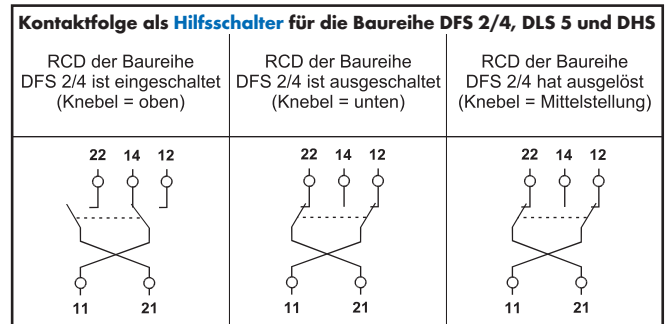 Kontaktfolge als Hilfsschalter für die Baureihe DFS 2/4, DLS 5 und DHS
RCD der Baureihe
DFS 2/4 ist eingeschaltet
(Knebel = oben)
RCD der Baureihe
DFS 2/4 ist ausgeschaltet
(Knebel = unten)
RCD der Baureihe
DFS 2/4 hat ausgelöst
(Knebel = Mittelstellung)
22 14 12
11 21
22 14 12
11 21
22 14 12
11 21